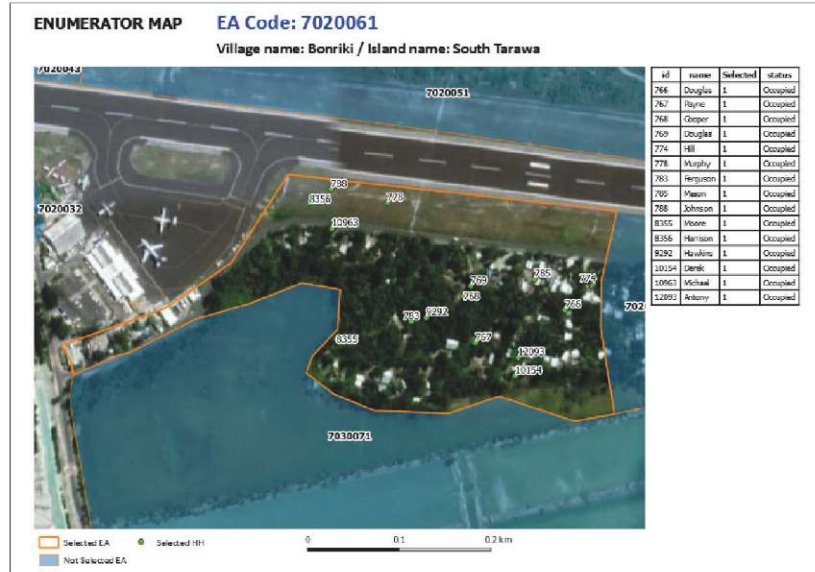 ENUMERATOR MAP EA Code: 7020061
Village name: Bonriki / Island name: South Tarawa
7020043
7020051
7020032
788
8356
778
10963
769
785
774
768
766
783
9292
767
8355
12093
10154
7030071
id name Selected status
766 Douglas 1 Occupied
767 Payne 1 Occupied
768 Cooper 1 Occupied
769 Douglas 1 Occupied
774 Hill 1 Occupied
778 Murphy 1 Occupied
783 Ferguson 1 Occupied
785 Mason 1 Occupied
788 Johnson 1 Occupied
8355 Moore 1 Occupied
8356 Harrison 1 Occupied
9292 Hawkins 1 Occupied
10154 Derek 1 Occupied
10963 Michael 1 Occupied
12093 Antony 1 Occupied
Selected EA Selected HH
Not Selected EA
0 0.1 0.2 km